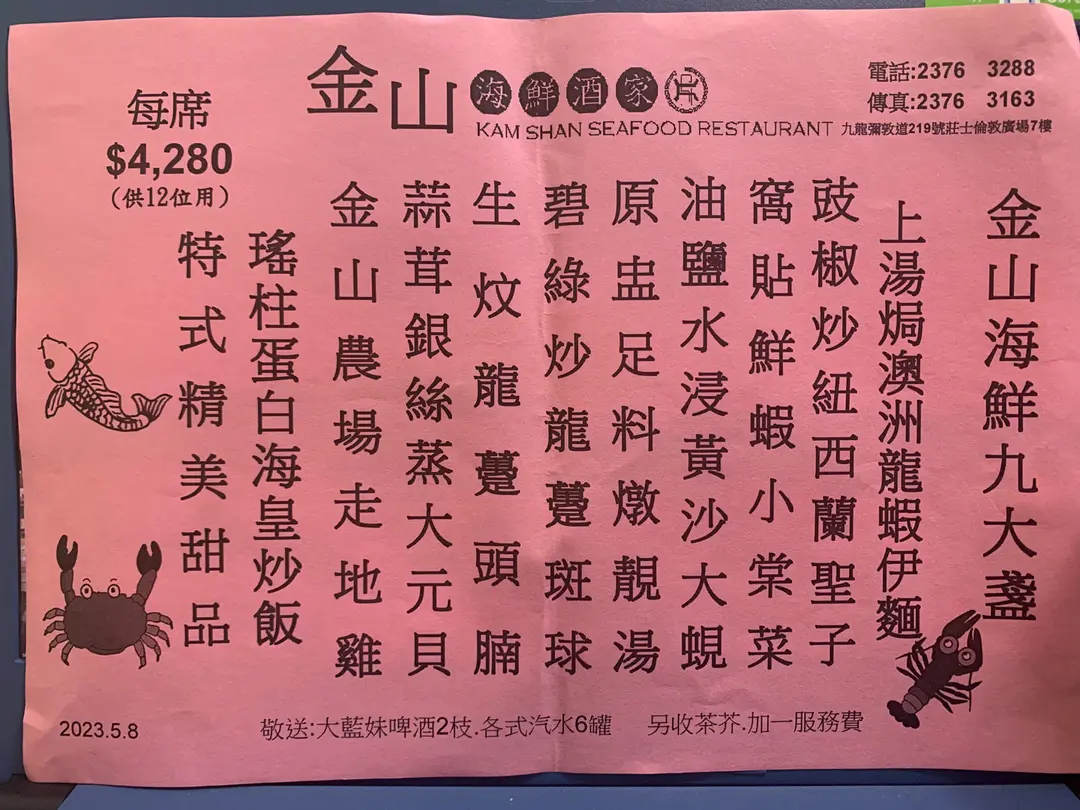 金山海鮮酒家
KAM SHAN SEAFOOD RESTAURANT
電話:2376 3288
傳真:2376 3163
九龍彌敦道219號莊士倫敦廣場7樓
每席
$4,280
(供12位用)
金山海鮮九大盞
上湯焗澳洲龍蝦伊麵
豉椒炒紐西蘭聖子
窩貼鮮蝦小棠菜
油鹽水浸黃沙大蜆
原盅足料燉靚湯
碧綠炒龍躉斑球
生炆龍躉頭腩
蒜茸銀絲蒸大元貝
金山農場走地雞
瑤柱蛋白海皇炒飯
特式精美甜品
2023.5.8
敬送:大藍妹啤酒2枝.各式汽水6罐 另收茶芥.加一服務費